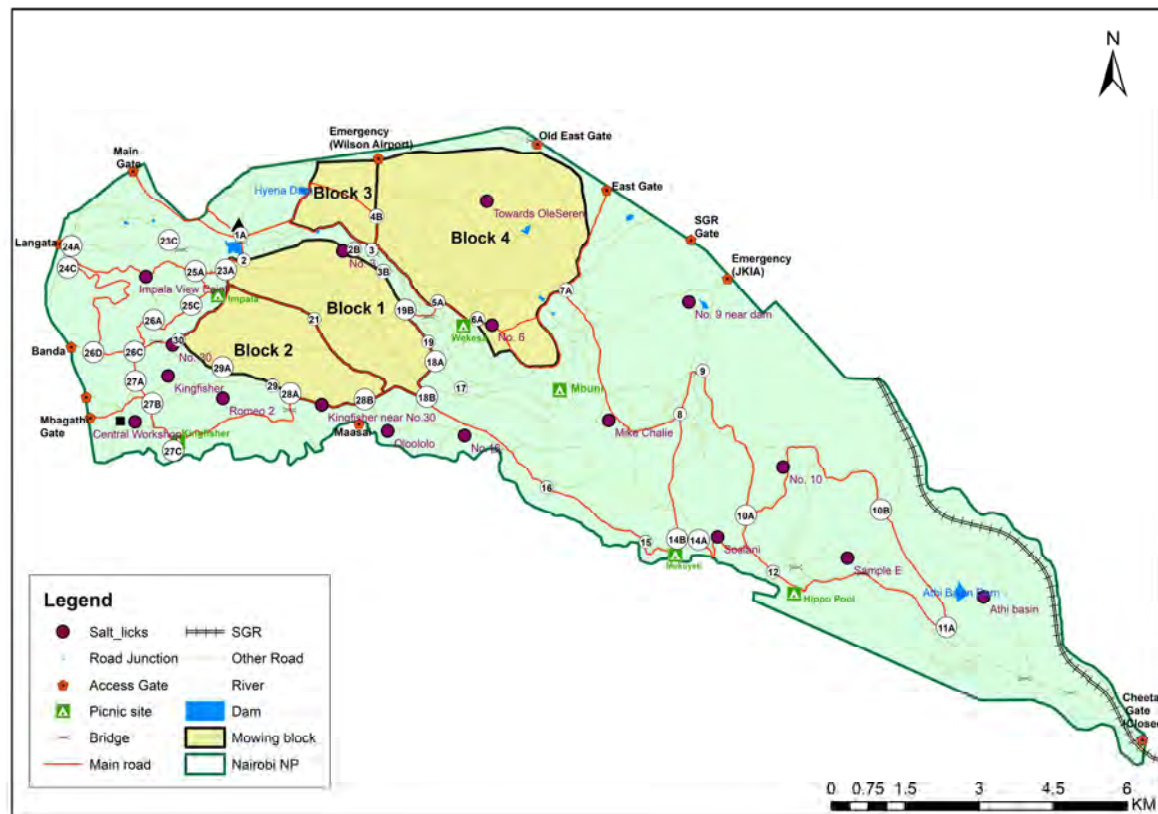 N
Emergency
(Wilson Airport)
Old East Gate
Main
Gate
East Gate
Hyena Dam
Block 3
Towards OleSeren
4B
SGR
Gate
Langata
24A
23C
1A
Block 4
24C
2
2B
3
No. 3
Emergency
(JKIA)
25A
23A
3B
Impala View Poin
Impala
7A
No. 9 near dam
25C
Block 1
19B
5A
26A
21
6A
Wekesa
No. 6
30
No. 30
19
Banda
26D
26C
Block 2
18A
29A
9
Kingfisher
27A
29
28A
17
Mbuni
Romeo 2
28B
18B
27B
Kingfisher near No.30
8
Mbagathi
Gate
Central Workshop
Kingfisher
Maasai
Mike Chalie
Oloololo
27C
No. 10
16
10A
10B
14B
14A
Sosiani
15
Mokoyeti
12
Sample E
Hippo Pool
Athi Basin Dam
Athi basin
11A
Legend
Salt_licks
SGR
Road Junction
Other Road
Access Gate
River
Picnic site
Dam
Bridge
Mowing block
Main road
Nairobi NP
Cheeta
Gate
(Close
0 0.75 1.5 3 4.5 6
KM